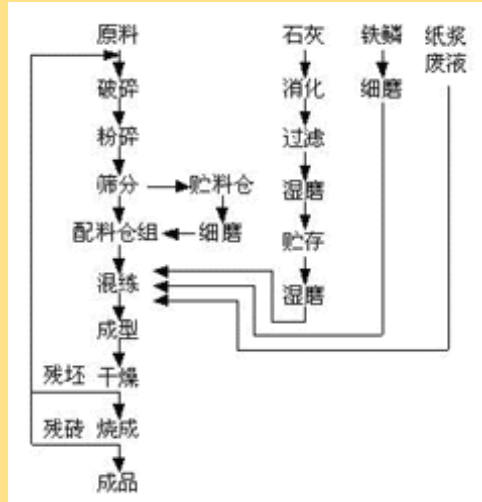 原料 石灰 铁鳞 纸浆
废液
破碎 消化 细磨
粉碎 过滤
筛分 贮料仓 湿磨
配料仓组 细磨 贮存
混练 湿磨
成型
残坯 干燥
残砖 烧成
成品